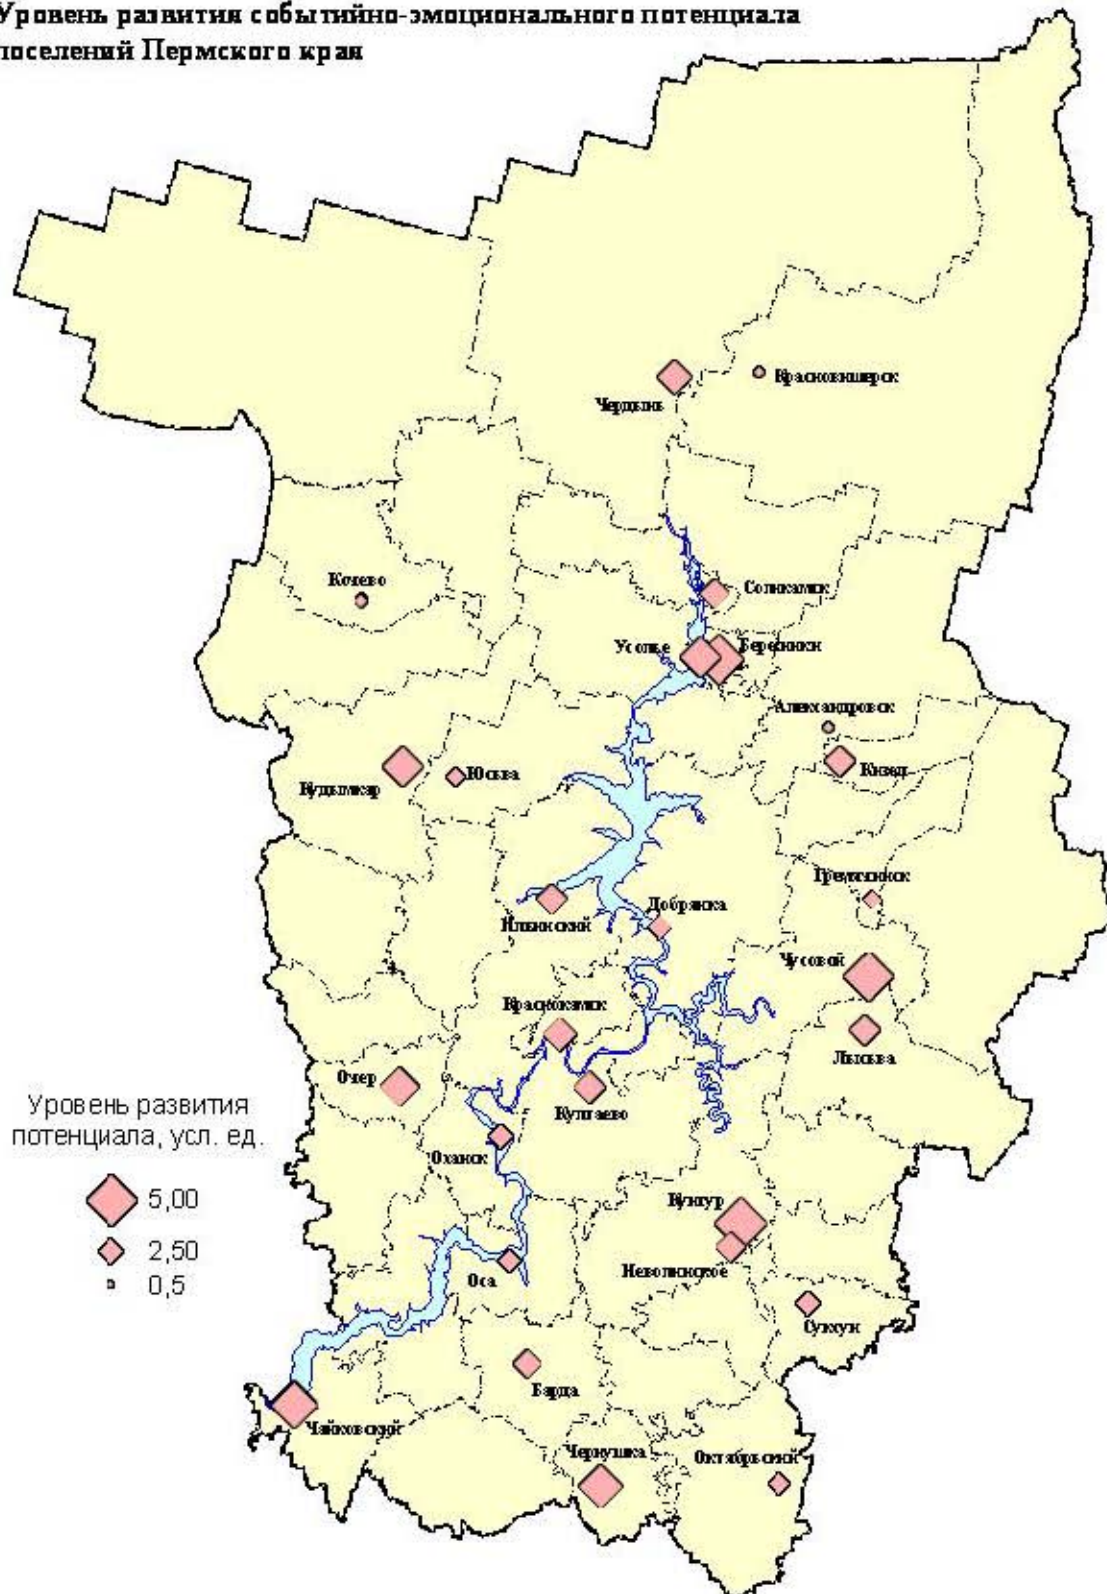 Уровень развития событийно-эмоционального потенциала
поселений Пермского края
Красновишерск
Чердынь
Кочево
Соликамск
Усолье
Березники
Александровск
Кизел
Юсьва
Кудымкар
Гремячинск
Ильинский
Добрянка
Чусовой
Краснокамск
Лысьва
Очер
Култаево
Уровень развития
потенциала, усл. ед.
Оханск
5,00
Кунгур
2,50
Неволинское
0,5
Оса
Суксун
Барда
Чайковский
Чернушка
Октябрьский